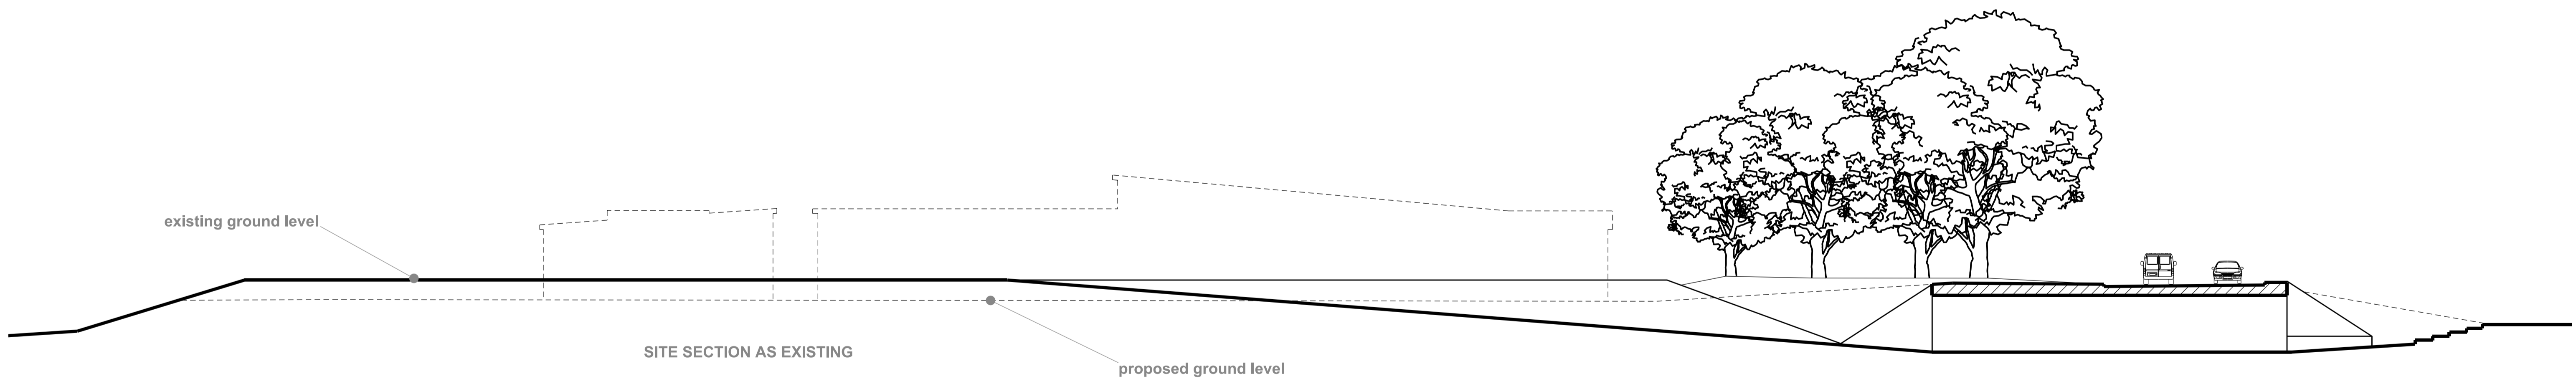 existing ground level
SITE SECTION AS EXISTING
proposed ground level